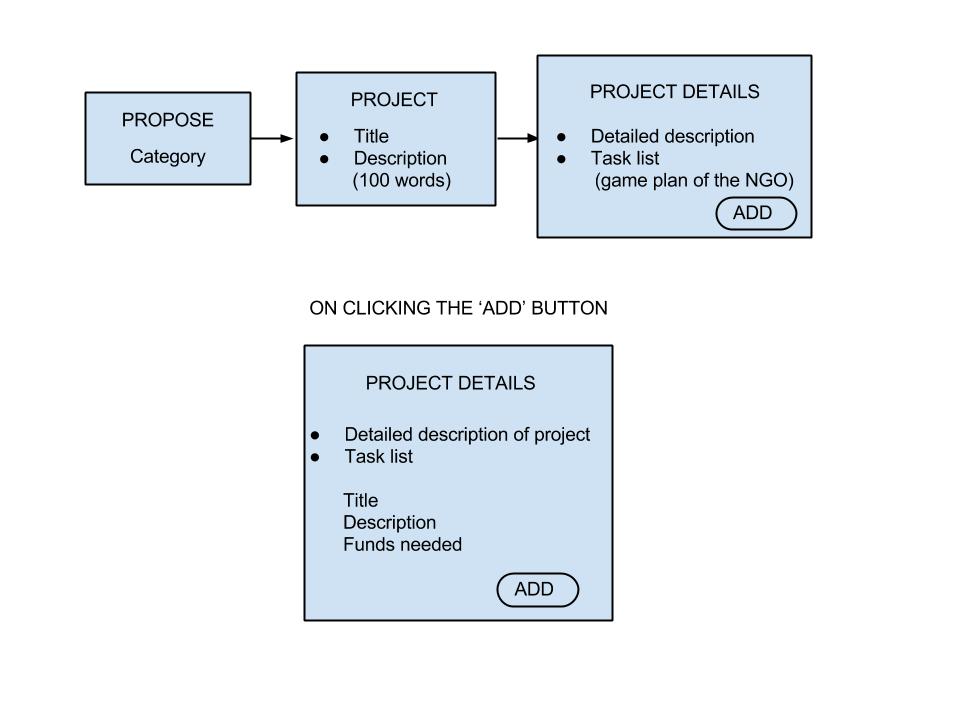 PROPOSE
Category
PROJECT
● Title
● Description
(100 words)
PROJECT DETAILS
● Detailed description
● Task list
(game plan of the NGO)
ADD
ON CLICKING THE ‘ADD’ BUTTON
PROJECT DETAILS
● Detailed description of project
● Task list
Title
Description
Funds needed
ADD